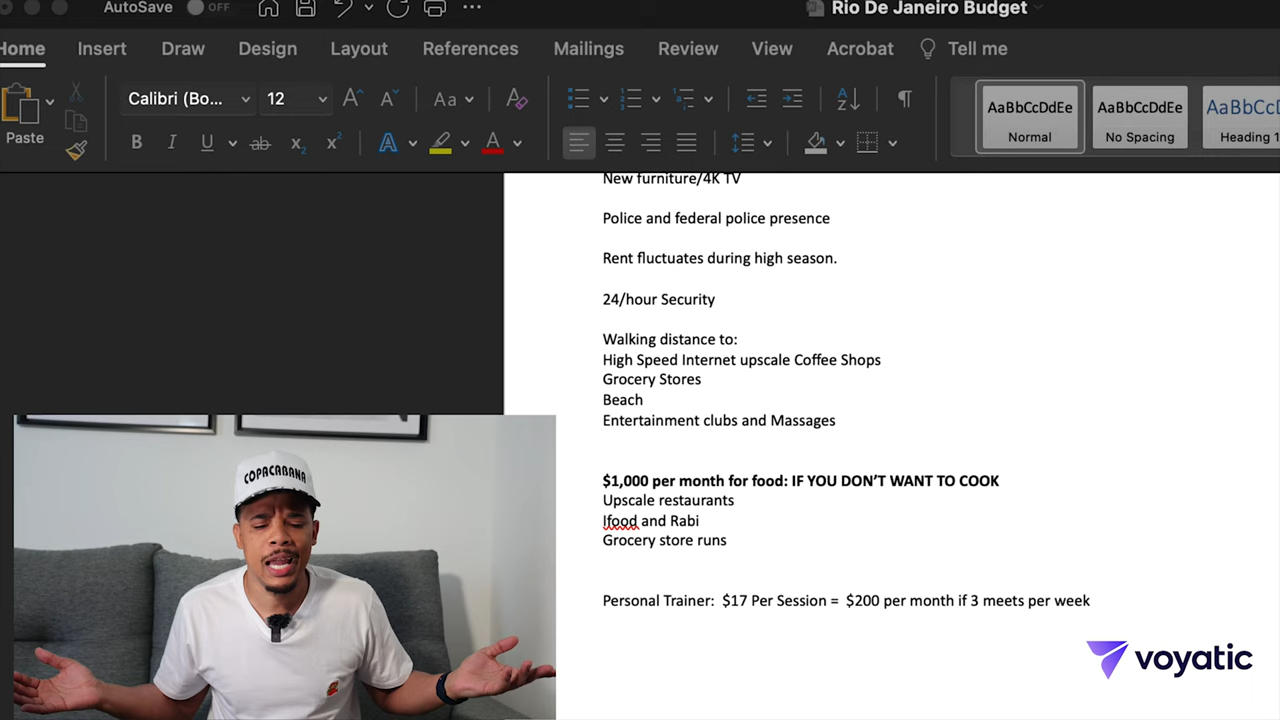 AutoSave OFF
Rio De Janeiro Budget
Home Insert Draw Design Layout References Mailings Review View Acrobat Tell me
Paste
Calibri (Bo... 12
AaBbCcDdEe AaBbCcDdEe AaBbCcD
Normal No Spacing Heading 1
New furniture/4K TV
Police and federal police presence
Rent fluctuates during high season.
24/hour Security
Walking distance to:
High Speed Internet upscale Coffee Shops
Grocery Stores
Beach
Entertainment clubs and Massages
$1,000 per month for food: IF YOU DON'T WANT TO COOK
Upscale restaurants
Ifood and Rabi
Grocery store runs
Personal Trainer: $17 Per Session = $200 per month if 3 meets per week
COPACABANA
voyatic